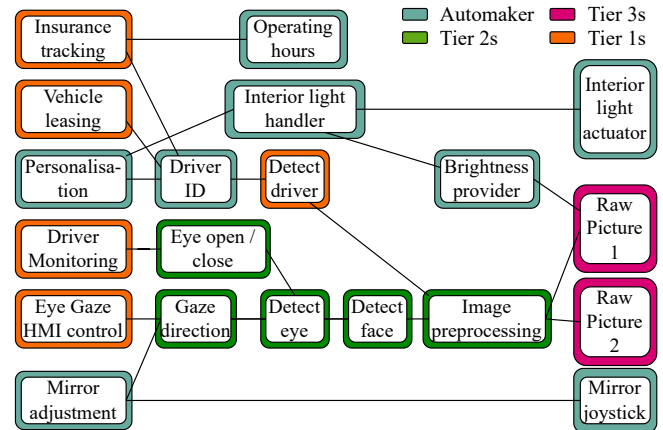 Automaker
Tier 3s
Tier 2s
Tier 1s
Insurance
tracking
Operating
hours
Vehicle
leasing
Interior light
handler
Interior
light
actuator
Personalisa-
tion
Driver
ID
Detect
driver
Brightness
provider
Raw
Picture
1
Driver
Monitoring
Eye open /
close
Eye Gaze
HMI control
Gaze
direction
Detect
eye
Detect
face
Image
preprocessing
Raw
Picture
2
Mirror
adjustment
Mirror
joystick